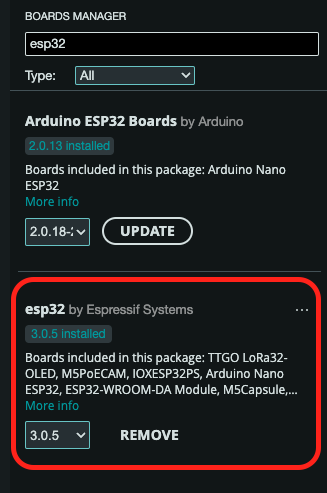 BOARDS MANAGER
esp32
Type:
All
Arduino ESP32 Boards by Arduino
2.0.13 installed
Boards included in this package: Arduino Nano
ESP32
More info
2.0.18-2
UPDATE
esp32 by Espressif Systems
...
3.0.5 installed
Boards included in this package: TTGO LoRa32-
OLED, M5PoECAM, IOXESP32PS, Arduino Nano
ESP32, ESP32-WROOM-DA Module, M5Capsule,...
More info
3.0.5
REMOVE